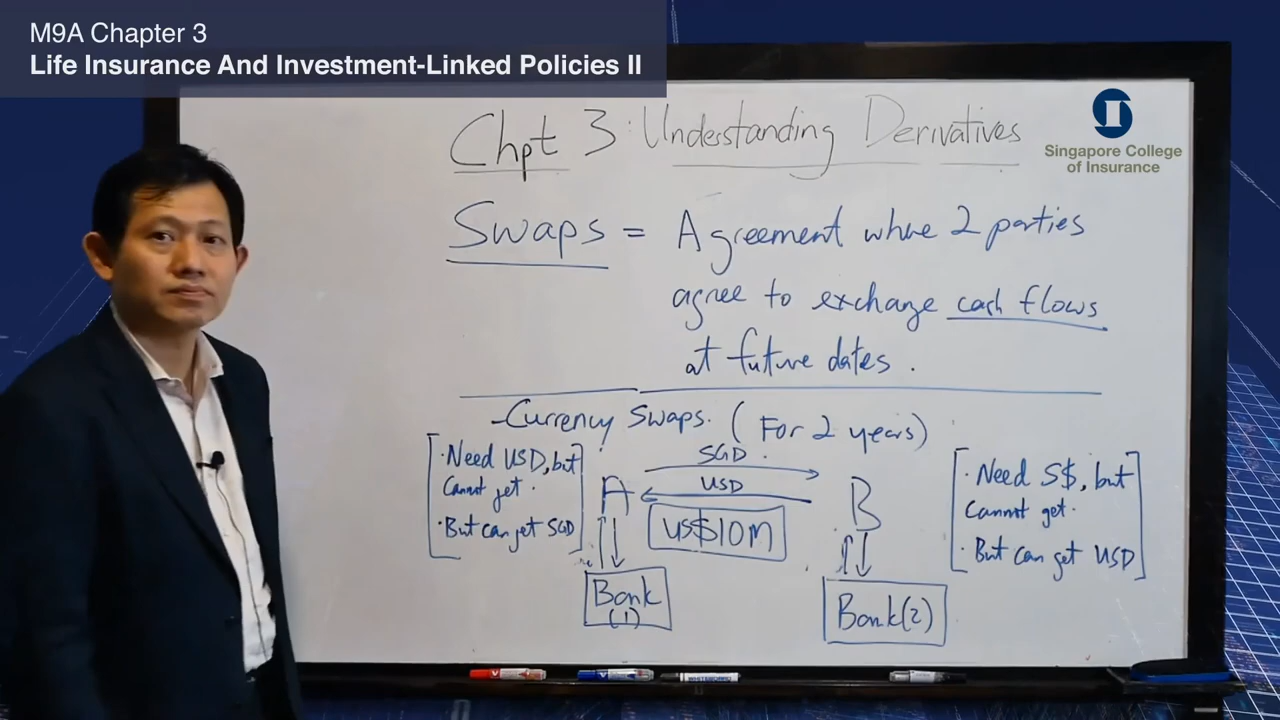 M9A Chapter 3
Life Insurance And Investment-Linked Policies II
Chpt 3: Understanding Derivatives
Singapore College
of Insurance
Swaps = Agreement where 2 parties
agree to exchange cash flows
at future dates.
- Currency Swaps. (For 2 years)
· Need USD, but
Cannot get.
· But can get SGD
A
SGD
USD
US$10M
B
· Need S$, but
Cannot get.
· But can get USD
Bank
(1)
Bank(2)